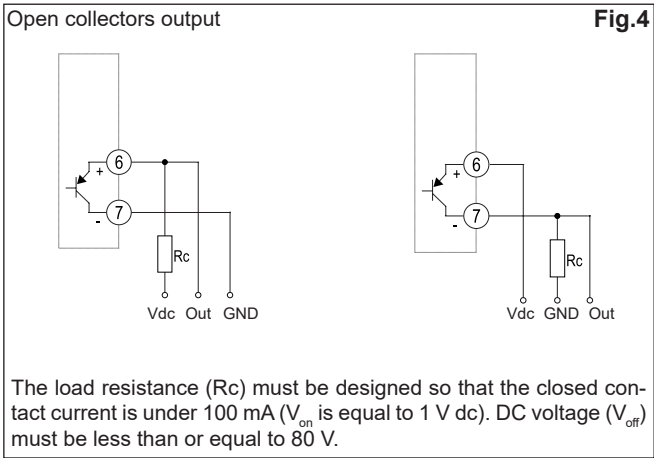 Open collectors output Fig.4
+ 6 + 6
- 7 - 7
Rc Rc
Vdc Out GND Vdc GND Out
The load resistance (Rc) must be designed so that the closed con-
tact current is under 100 mA (Von is equal to 1 V dc). DC voltage (Voff)
must be less than or equal to 80 V.